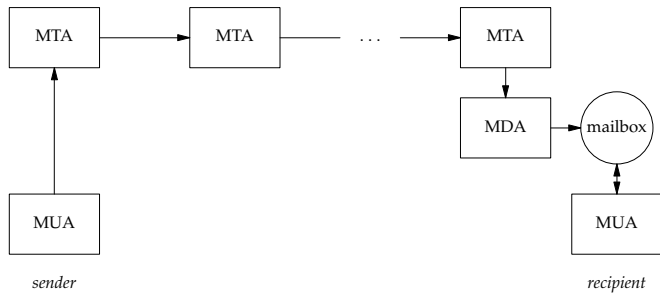 MTA
MTA
...
MTA
MDA
mailbox
MUA
MUA
sender
recipient